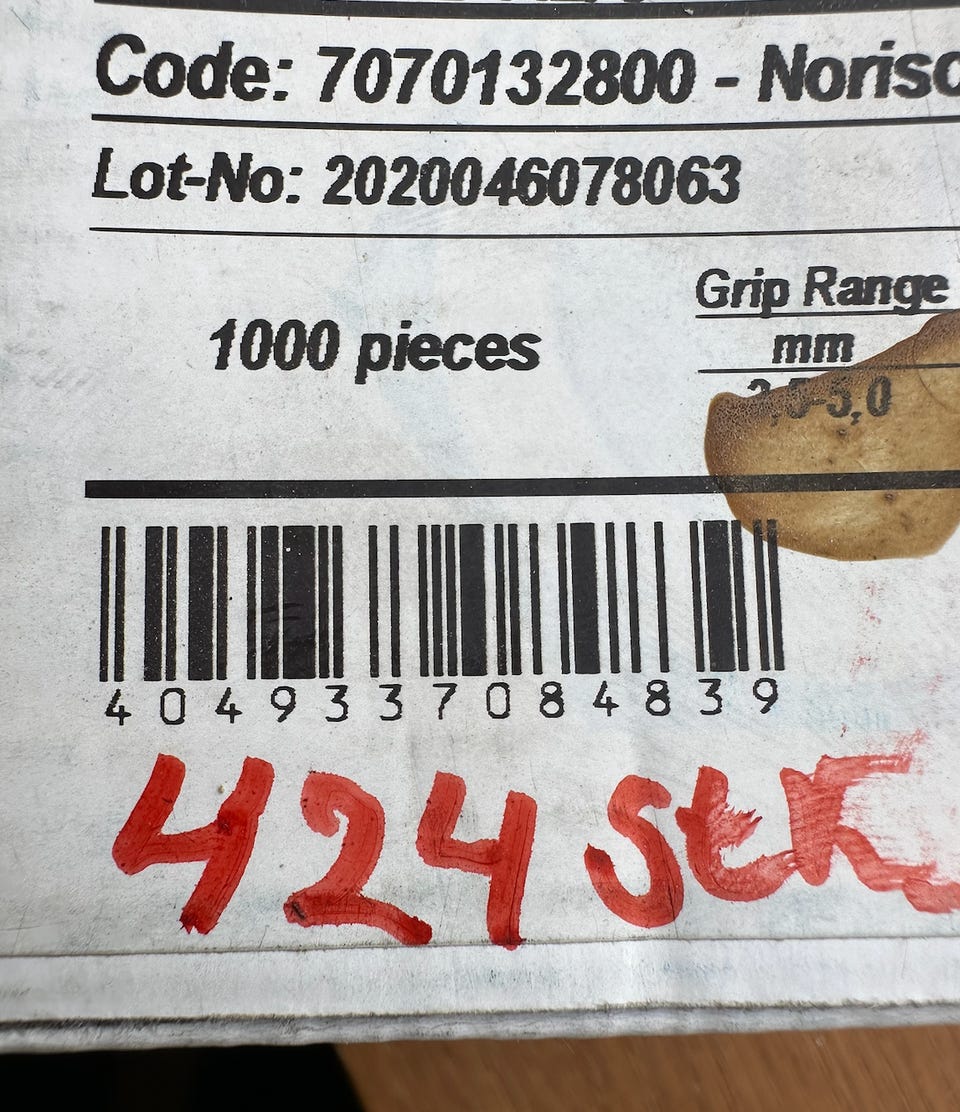 Code: 7070132800 - Noriso
Lot-No: 2020046078063
Grip Range
1000 pieces
mm
4049337084839
424 Stk